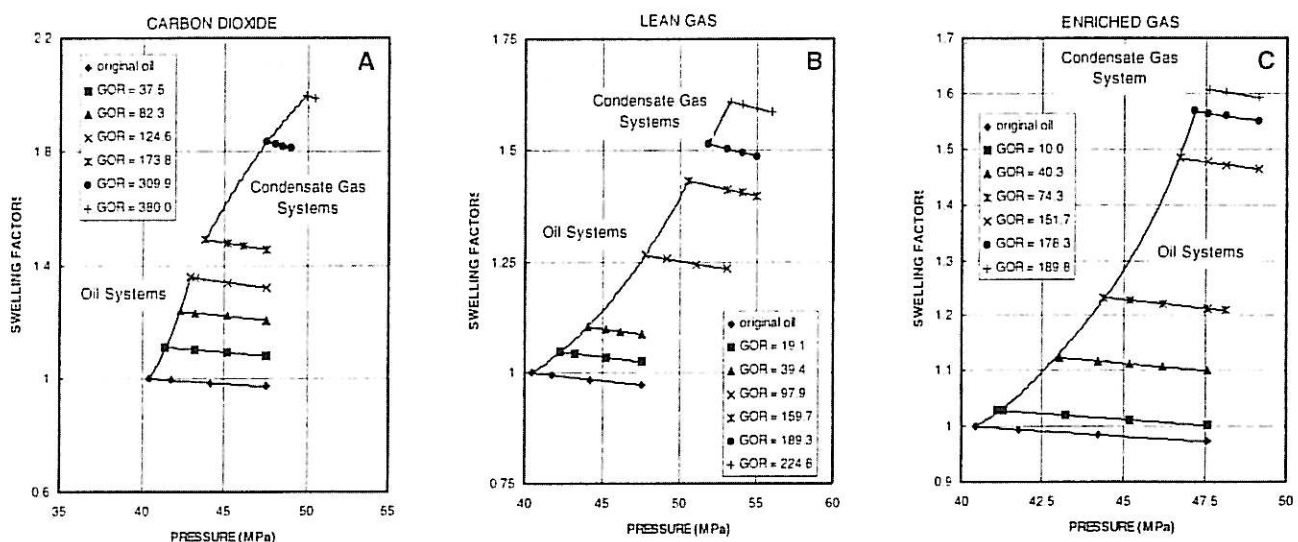 CARBON DIOXIDE
A
SWELLING FACTORS
2.2
1.8
1.4
1
0.6
original oil
GOR = 37.5
GOR = 82.3
GOR = 124.6
GOR = 173.8
GOR = 309.9
GOR = 380.0
Condensate Gas
Systems
Oil Systems
35
40
45
50
55
PRESSURE (MPa)
LEAN GAS
B
SWELLING FACTORS
1.75
1.5
1.25
1
0.75
Condensate Gas
Systems
Oil Systems
original oil
GOR = 19.1
GOR = 39.4
GOR = 97.9
GOR = 159.7
GOR = 189.3
GOR = 224.6
40
45
50
55
60
PRESSURE (MPa)
ENRICHED GAS
C
SWELLING FACTORS
1.7
1.6
1.5
1.4
1.3
1.2
1.1
1
0.9
Condensate Gas
System
original oil
GOR = 10.0
GOR = 40.3
GOR = 74.3
GOR = 151.7
GOR = 178.3
GOR = 189.8
Oil Systems
40
42.5
45
47.5
50
PRESSURE (MPa)